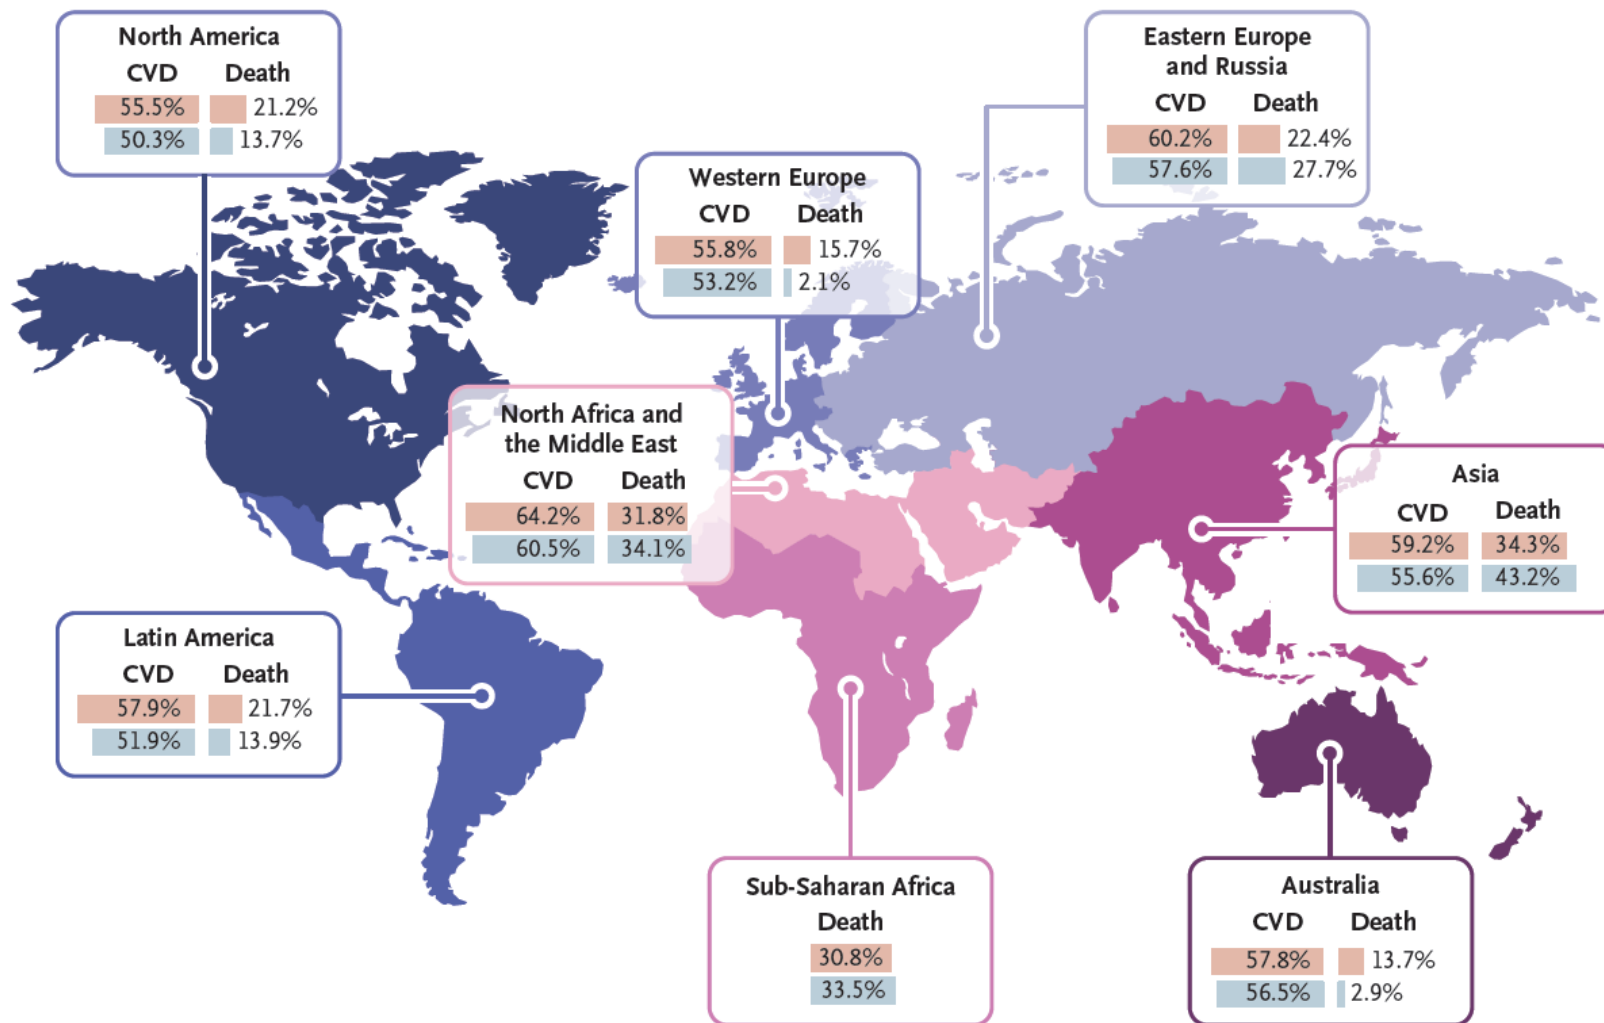 North America
CVD Death
55.5% 21.2%
50.3% 13.7%
Eastern Europe
and Russia
CVD Death
60.2% 22.4%
57.6% 27.7%
Western Europe
CVD Death
55.8% 15.7%
53.2% 2.1%
North Africa and
the Middle East
CVD Death
64.2% 31.8%
60.5% 34.1%
Asia
CVD Death
59.2% 34.3%
55.6% 43.2%
Latin America
CVD Death
57.9% 21.7%
51.9% 13.9%
Sub-Saharan Africa
Death
30.8%
33.5%
Australia
CVD Death
57.8% 13.7%
56.5% 2.9%